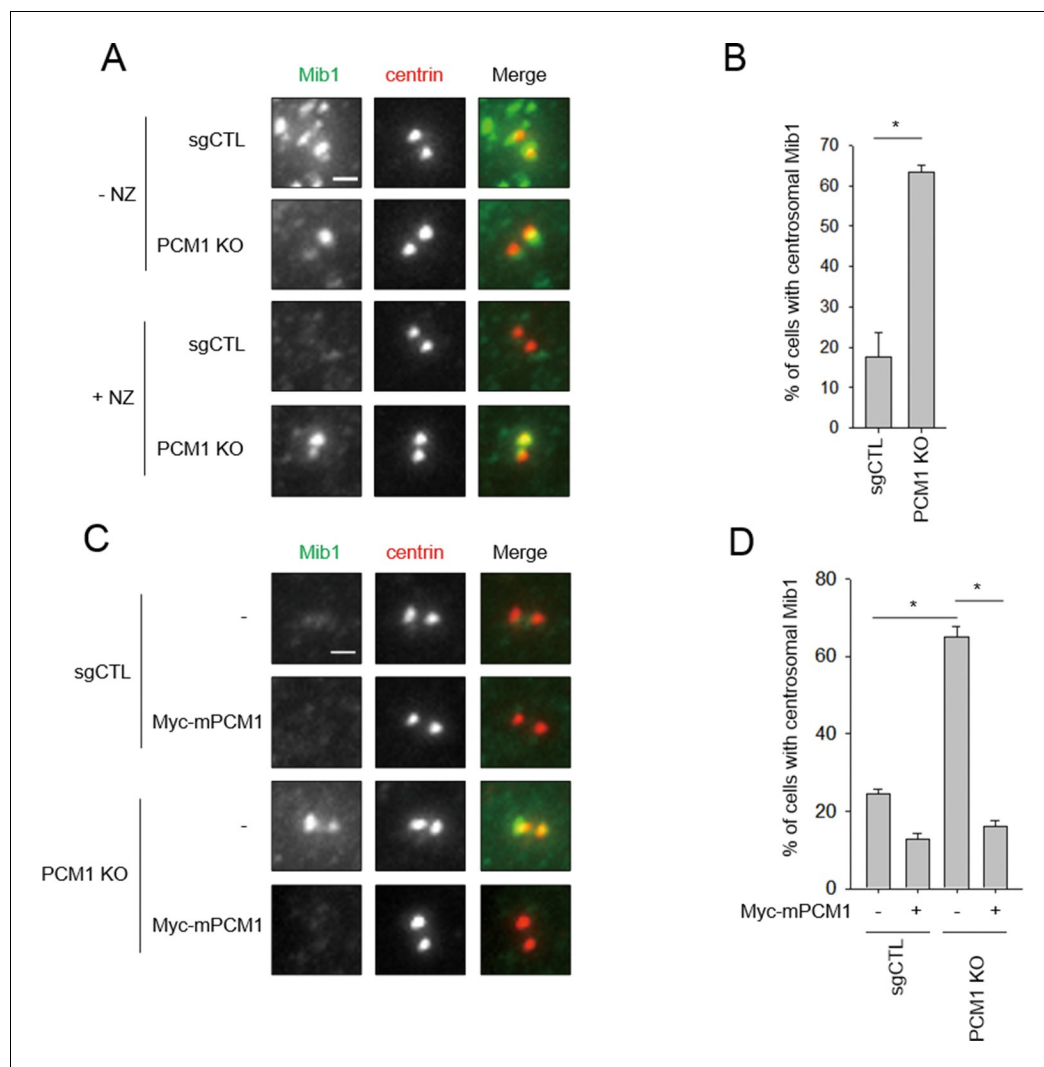 A
Mib1 centrin Merge
sgCTL
- NZ
PCM1 KO
sgCTL
+ NZ
PCM1 KO
B
% of cells with centrosomal Mib1
*
70
60
50
40
30
20
10
0
sgCTL
PCM1 KO
C
Mib1 centrin Merge
-
sgCTL
Myc-mPCM1
-
PCM1 KO
Myc-mPCM1
D
% of cells with centrosomal Mib1
* *
80
60
40
20
0
Myc-mPCM1 - + - +
sgCTL
PCM1 KO